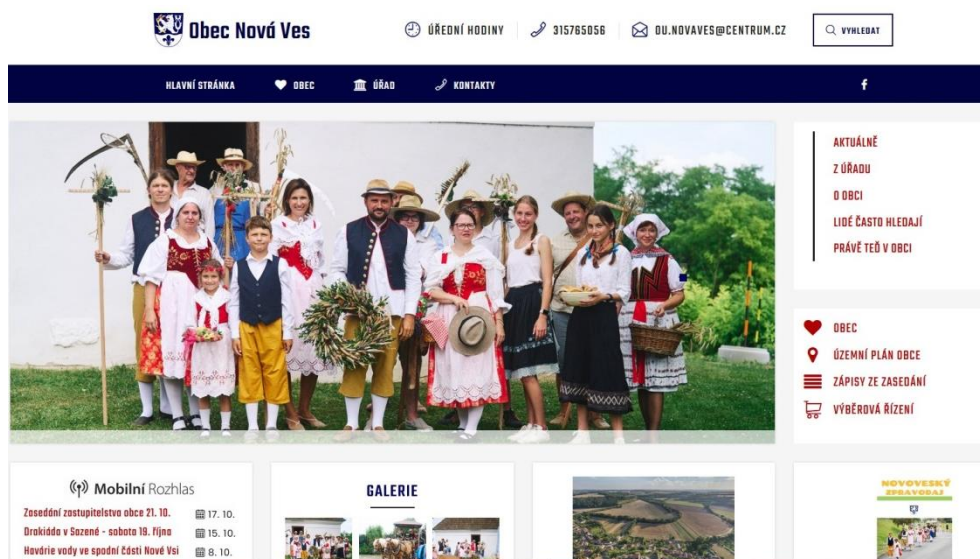 Obec Nová Ves
ÚŘEDNÍ HODINY
315765056
OU.NOVAVES@CENTRUM.CZ
VYHLEDAT
HLAVNÍ STRÁNKA
OBEC
ÚŘAD
KONTAKTY
f
AKTUÁLNĚ
Z ÚŘADU
O OBCI
LIDÉ ČASTO HLEDAJÍ
PRÁVĚ TEĎ V OBCI
OBEC
ÚZEMNÍ PLÁN OBCE
ZÁPISY ZE ZASEDÁNÍ
VÝBĚROVÁ ŘÍZENÍ
Mobilní Rozhlas
Zasedání zastupitelstva obce 21. 10. 17. 10.
Drakiáda v Sazené - sobota 19. října 15. 10.
Havárie vody ve spodní části Nové Vsi 8. 10.
GALERIE
NOVOVESKÝ
ZPRAVODAJ